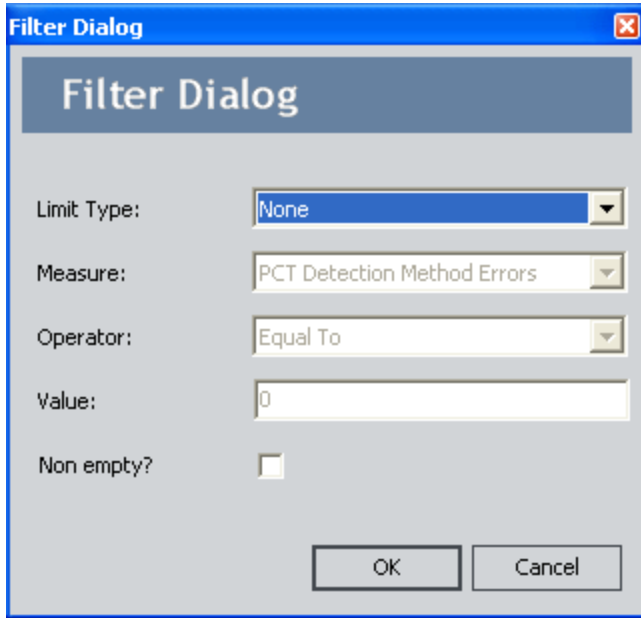 Filter Dialog
Filter Dialog
Limit Type: None
Measure: PCT Detection Method Errors
Operator: Equal To
Value: 0
Non empty?
OK Cancel